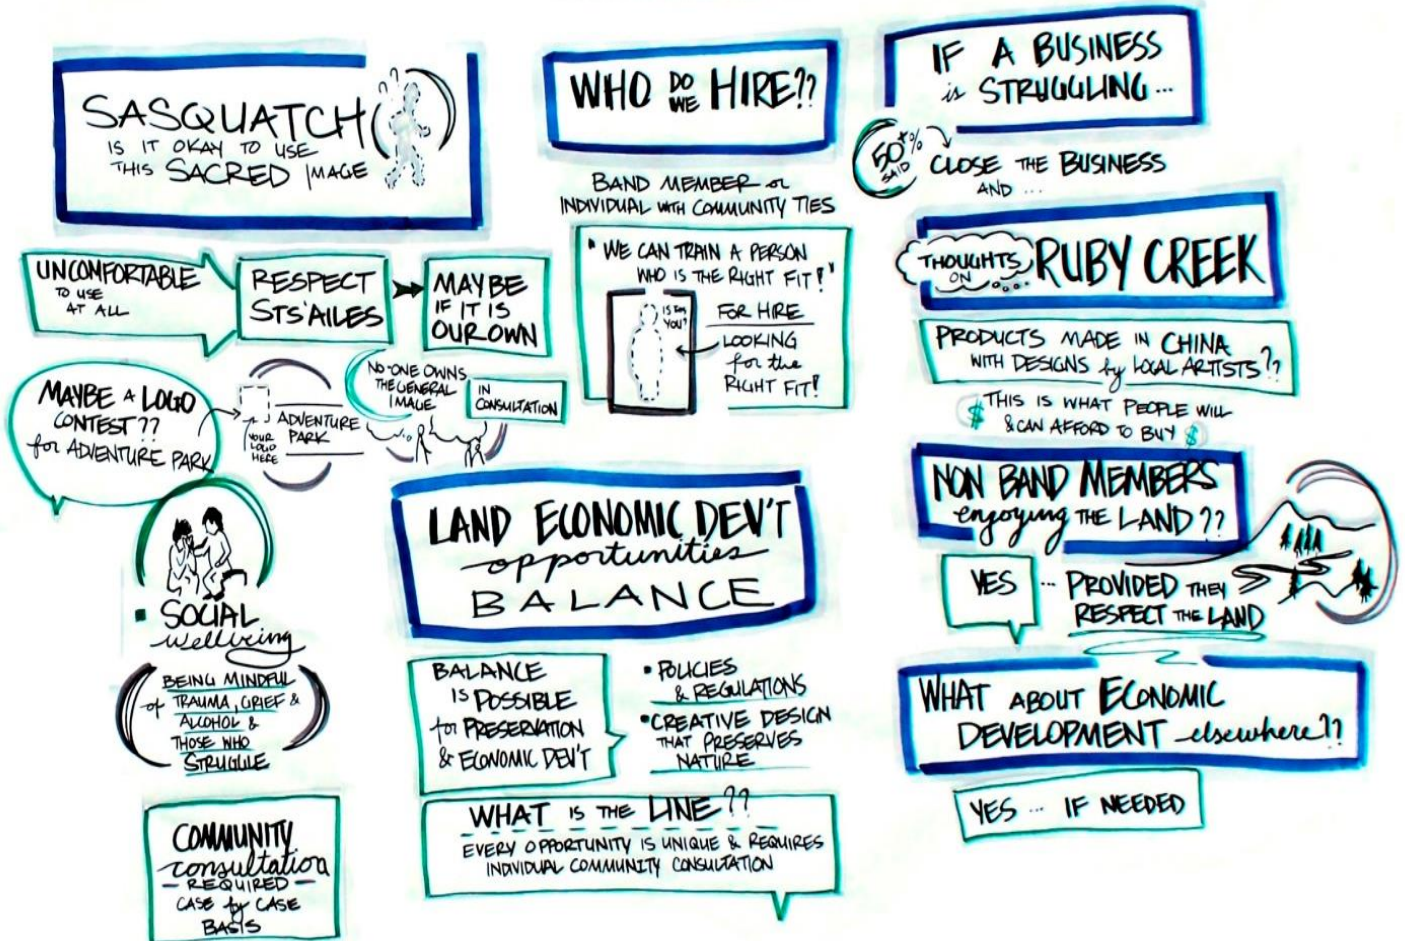 SASQUATCH
IS IT OKAY TO USE
THIS SACRED IMAGE
UNCOMFORTABLE
TO USE
AT ALL
RESPECT
STS'AILES
MAYBE
IF IT IS
OUR OWN
MAYBE A LOGO
CONTEST??
for ADVENTURE PARK
YOUR
LOGO
HERE
ADVENTURE
PARK
NO-ONE OWNS
THE GENERAL
IMAGE
IN
CONSULTATION
SOCIAL
wellbeing
BEING MINDFUL
of TRAUMA, GRIEF &
ALCOHOL &
THOSE WHO
STRUGGLE
COMMUNITY
consultation
- REQUIRED -
CASE by CASE
BASIS
WHO DO WE HIRE??
BAND MEMBER or
INDIVIDUAL WITH COMMUNITY TIES
"WE CAN TRAIN A PERSON
WHO IS THE RIGHT FIT!"
IS IT
YOU?
FOR HIRE
LOOKING
for the
RIGHT FIT!
LAND ECONOMIC DEV'T
opportunities
BALANCE
BALANCE
IS POSSIBLE
for PRESERVATION
& ECONOMIC DEV'T
• POLICIES
& REGULATIONS
• CREATIVE DESIGN
THAT PRESERVES
NATURE
WHAT IS THE LINE??
EVERY OPPORTUNITY IS UNIQUE & REQUIRES
INDIVIDUAL COMMUNITY CONSULTATION
IF A BUSINESS
is STRUGGLING...
50+%
SAID
CLOSE THE BUSINESS
AND ...
THOUGHTS
ON
RUBY CREEK
PRODUCTS MADE IN CHINA
WITH DESIGNS by LOCAL ARTISTS??
$ THIS IS WHAT PEOPLE WILL
& CAN AFFORD TO BUY $
NON BAND MEMBERS
enjoying THE LAND??
YES ... PROVIDED THEY
RESPECT THE LAND
WHAT ABOUT ECONOMIC
DEVELOPMENT elsewhere??
YES ... IF NEEDED